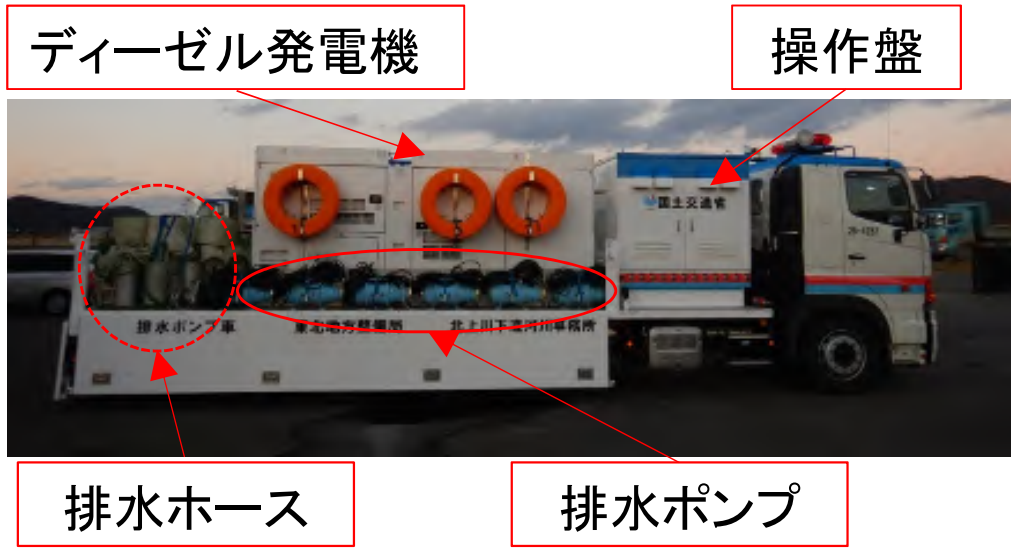 ディーゼル発電機
操作盤
国土交通省
排水ポンプ車
東北地方整備局
北上川下流河川事務所
排水ホース
排水ポンプ